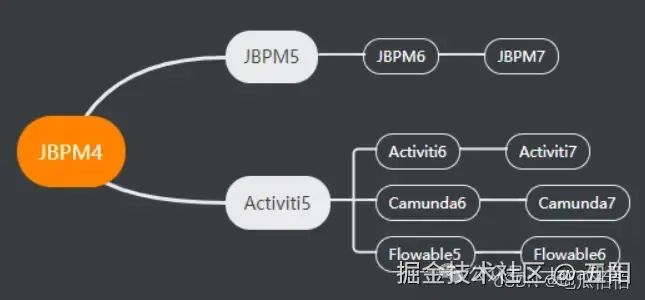 JBPM5
JBPM6
JBPM7
JBPM4
Activiti6
Activiti7
Activiti5
Camunda6
Camunda7
Flowable5
Flowable6
掘金技术社区 @ 五阳